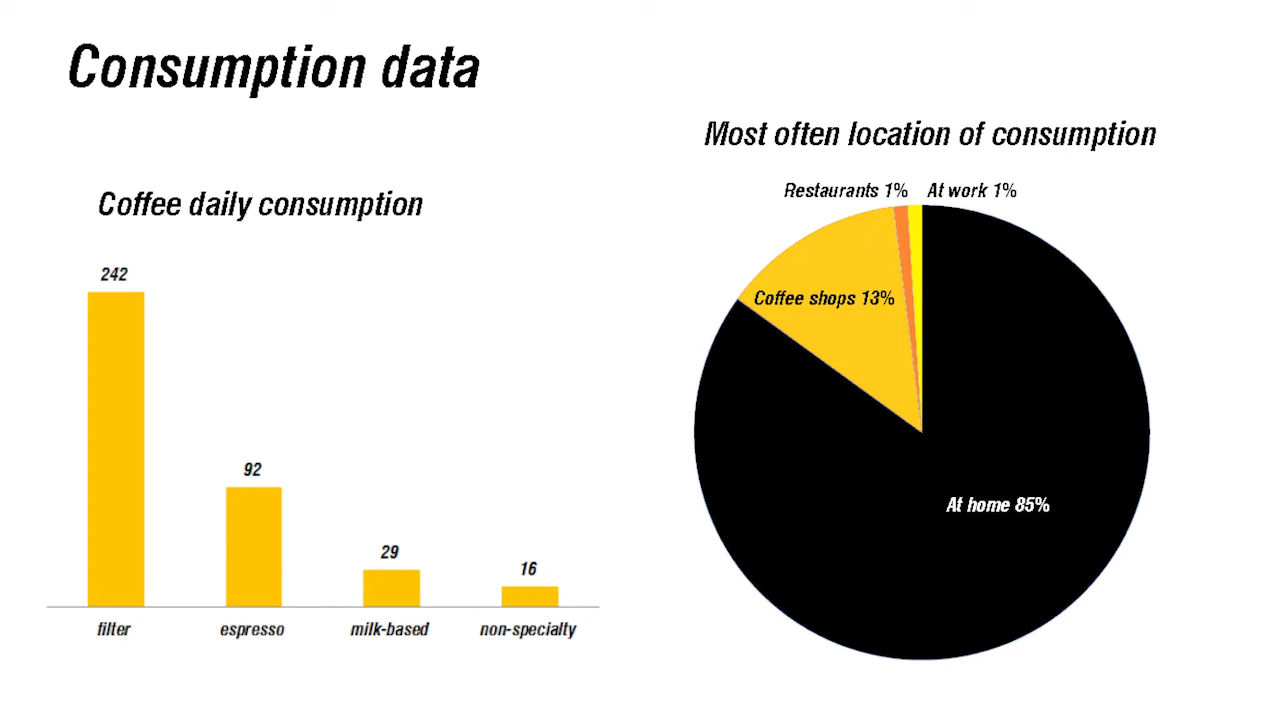 Consumption data
Coffee daily consumption
242
92
29
16
filter
espresso
milk-based
non-specialty
Most often location of consumption
Restaurants 1%
At work 1%
Coffee shops 13%
At home 85%